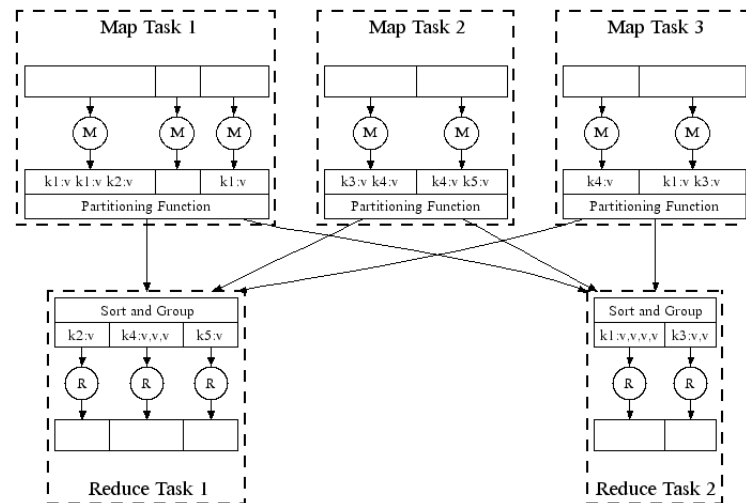 Map Task 1
Map Task 2
Map Task 3
M
M
M
M
M
M
M
k1:v k1:v k2:v
k1:v
k3:v k4:v
k4:v k5:v
k4:v
k1:v k3:v
Partitioning Function
Partitioning Function
Partitioning Function
Sort and Group
Sort and Group
k2:v
k4:v,v,v
k5:v
k1:v,v,v,v
k3:v,v
R
R
R
R
R
Reduce Task 1
Reduce Task 2